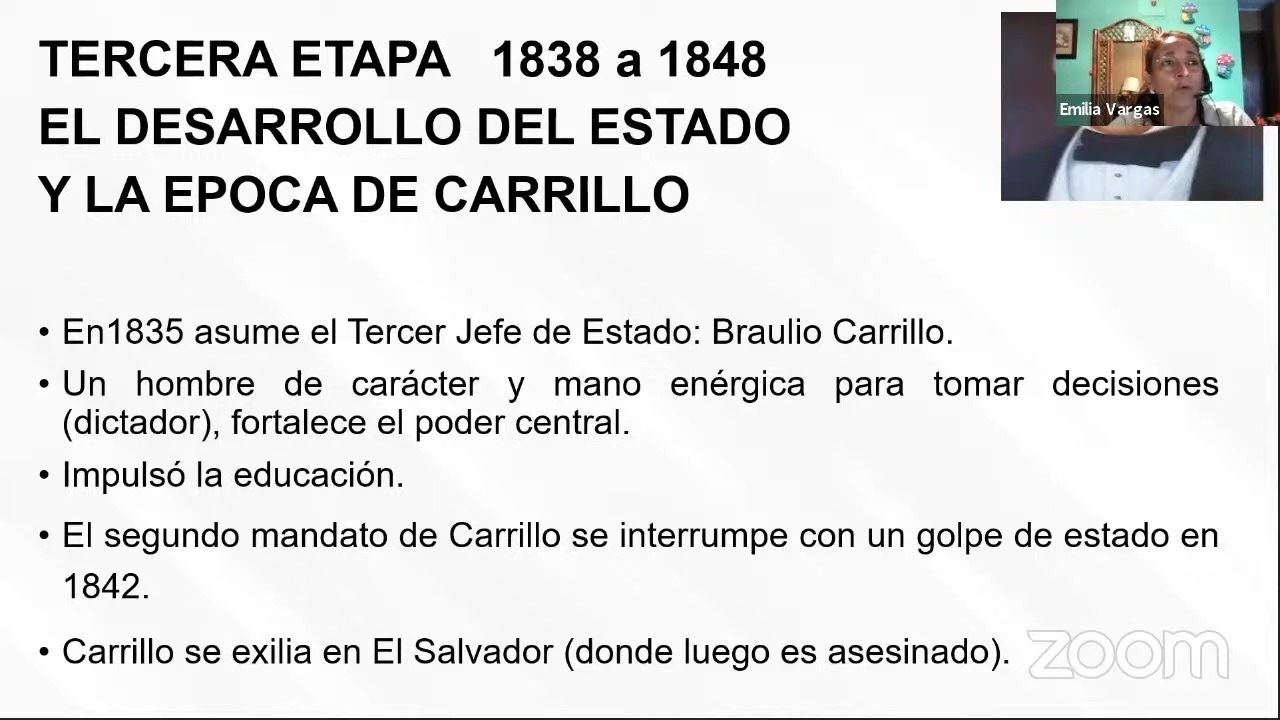 TERCERA ETAPA 1838 a 1848
EL DESARROLLO DEL ESTADO
Y LA EPOCA DE CARRILLO
Emilia Vargas
• En1835 asume el Tercer Jefe de Estado: Braulio Carrillo.
• Un hombre de carácter y mano enérgica para tomar decisiones
(dictador), fortalece el poder central.
• Impulsó la educación.
• El segundo mandato de Carrillo se interrumpe con un golpe de estado en
1842.
• Carrillo se exilia en El Salvador (donde luego es asesinado).
zoom